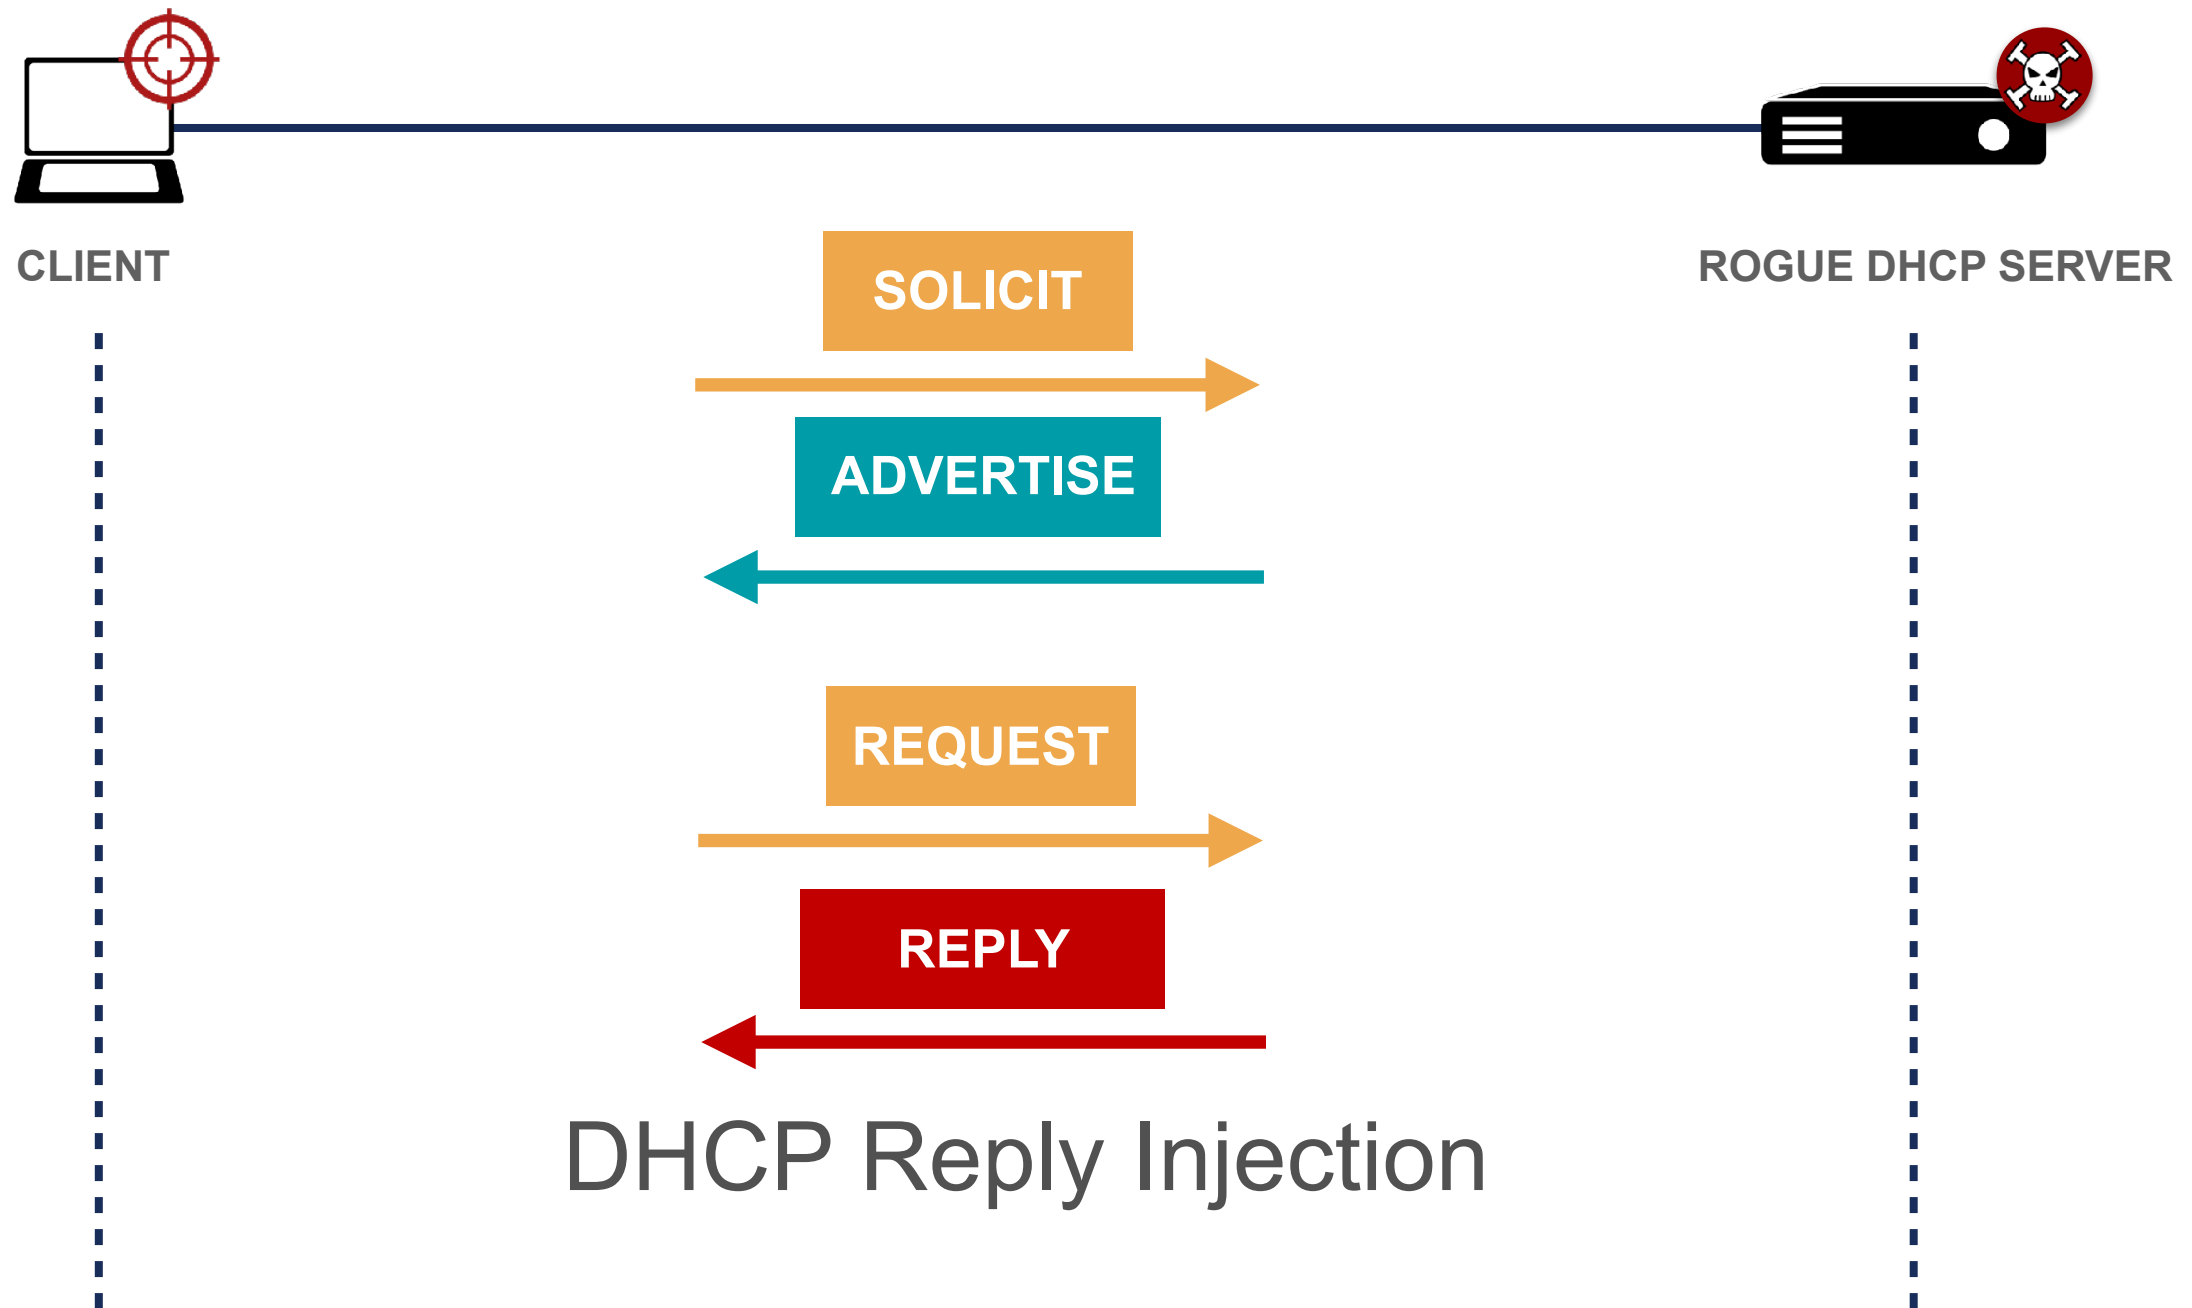 CLIENT
ROGUE DHCP SERVER
SOLICIT
ADVERTISE
REQUEST
REPLY
DHCP Reply Injection